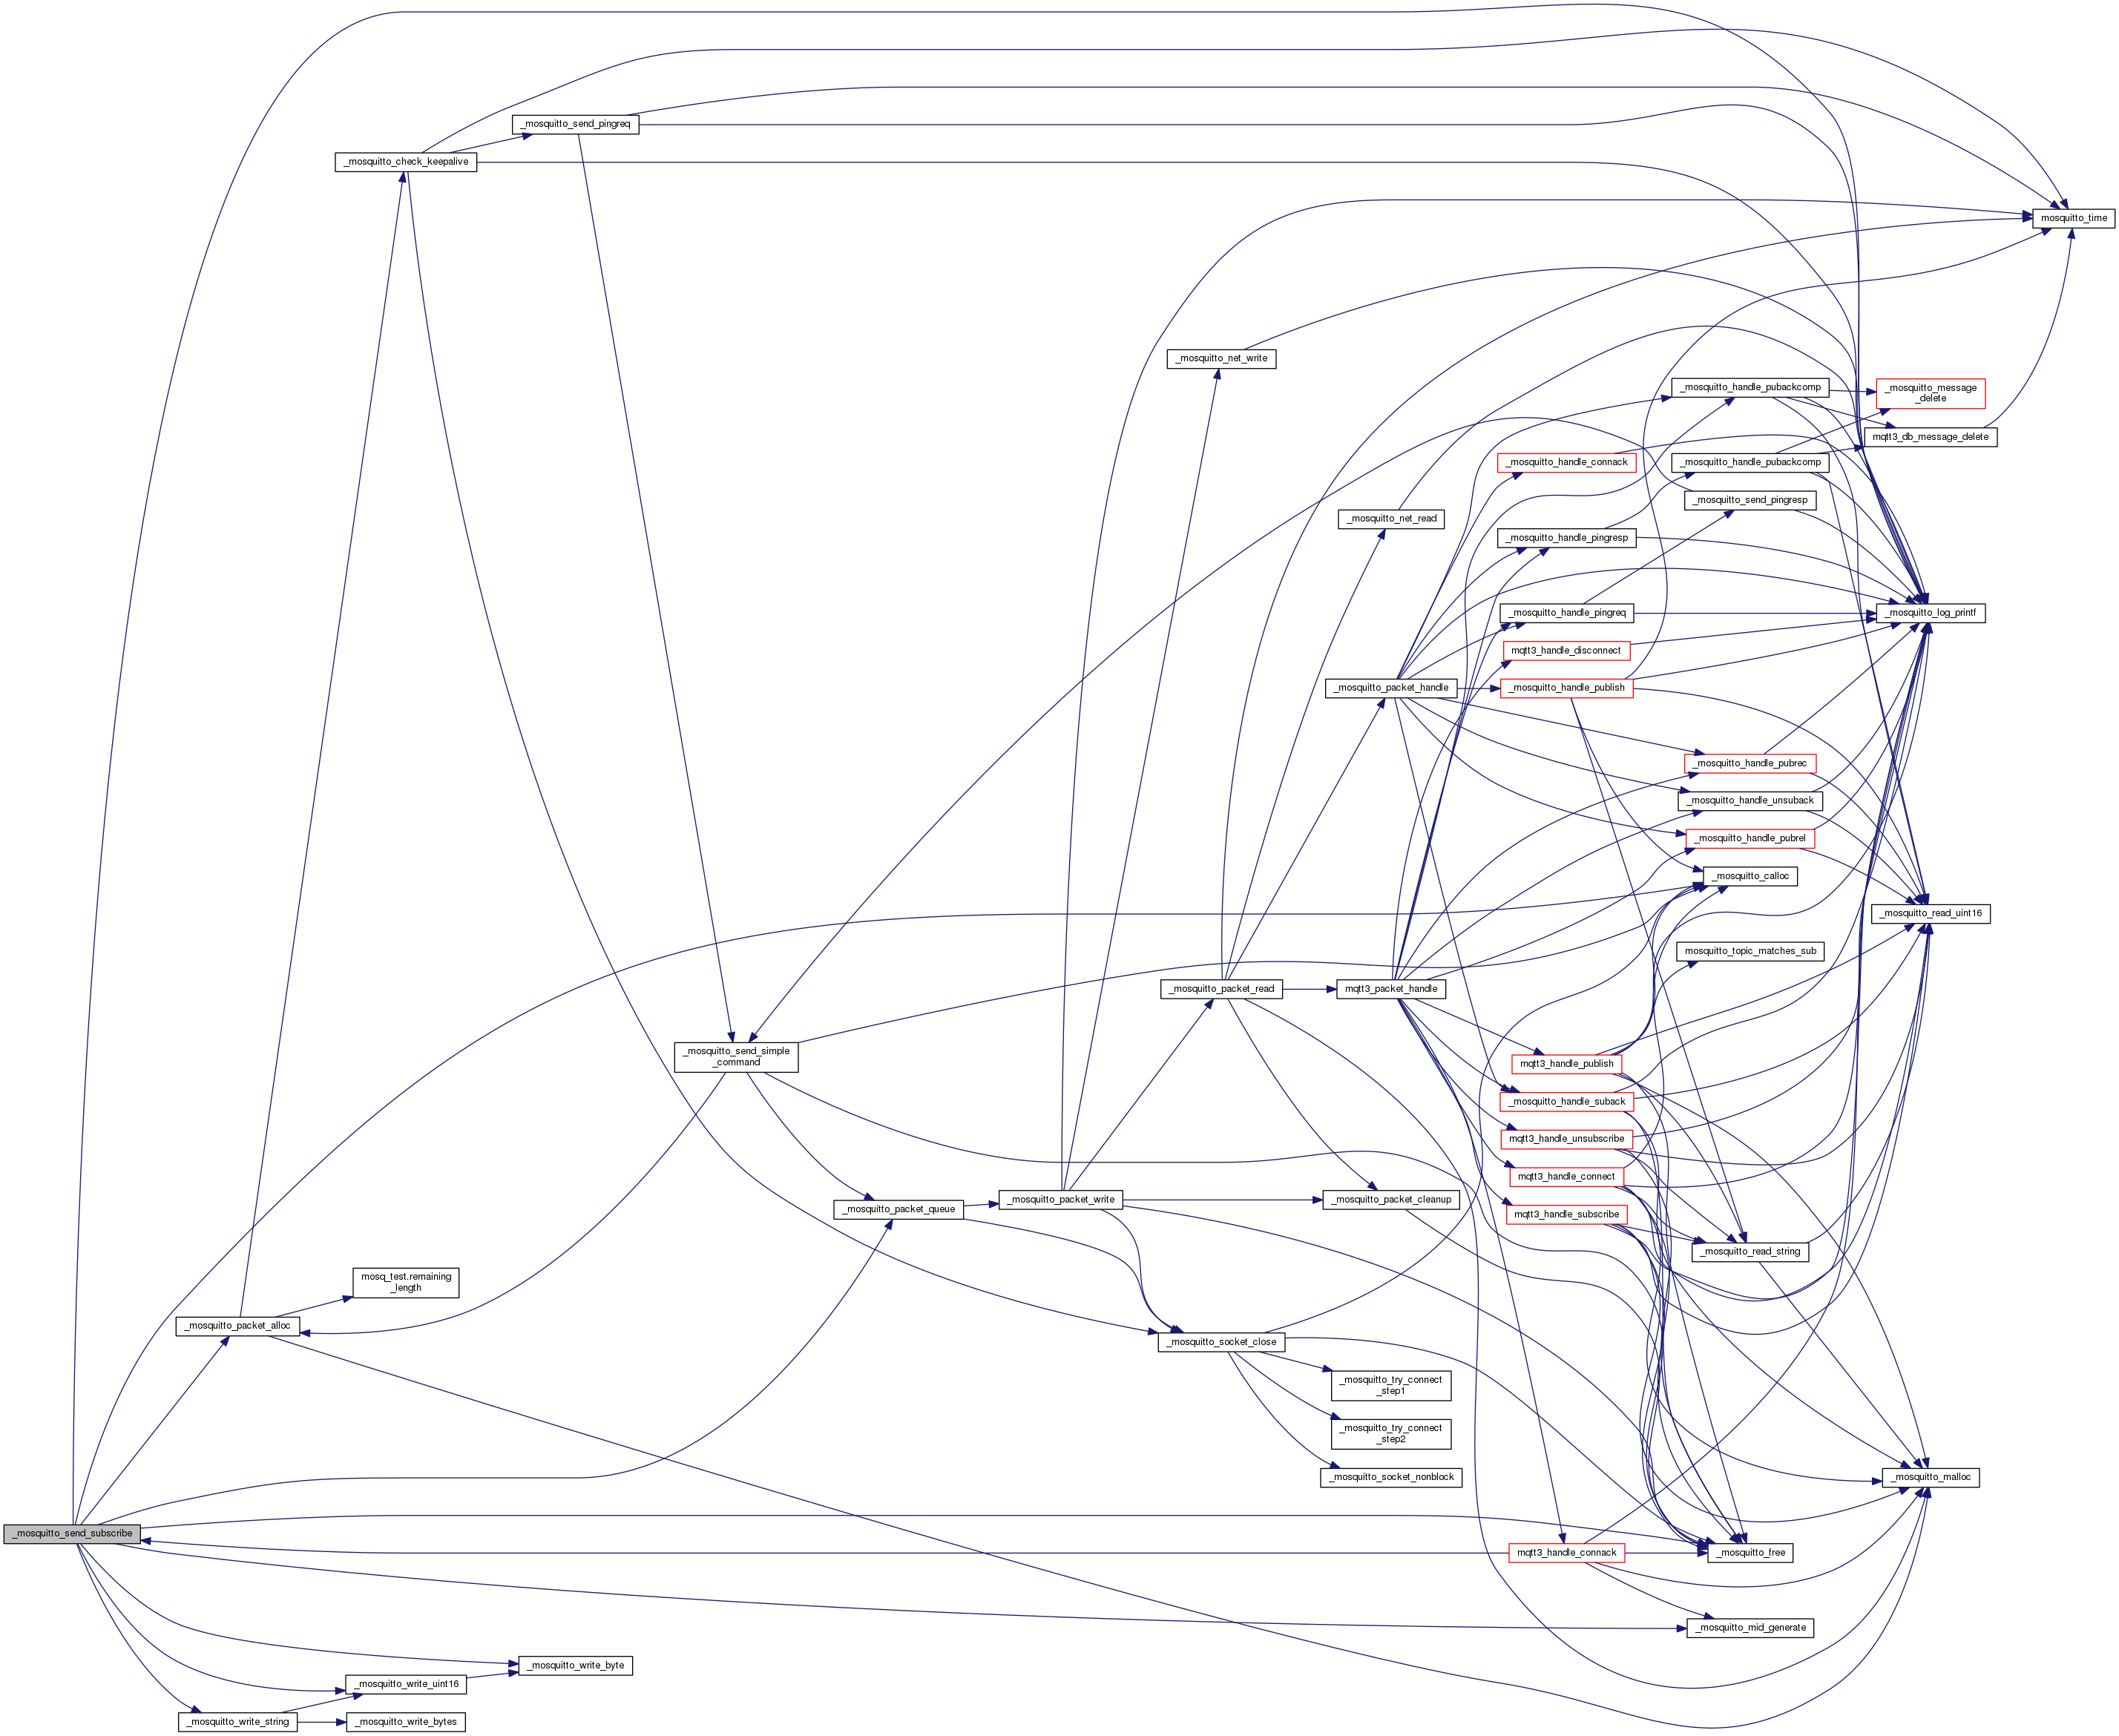 _mosquitto_send_pingreq
_mosquitto_check_keepalive
mosquitto_time
_mosquitto_net_write
_mosquitto_handle_pubackcomp
_mosquitto_message
_delete
mqtt3_db_message_delete
_mosquitto_handle_connack
_mosquitto_handle_pubackcomp
_mosquitto_send_pingresp
_mosquitto_net_read
_mosquitto_handle_pingresp
_mosquitto_handle_pingreq
_mosquitto_log_printf
mqtt3_handle_disconnect
_mosquitto_packet_handle
_mosquitto_handle_publish
_mosquitto_handle_pubrec
_mosquitto_handle_unsuback
_mosquitto_handle_pubrel
_mosquitto_calloc
_mosquitto_read_uint16
mosquitto_topic_matches_sub
_mosquitto_packet_read
mqtt3_packet_handle
_mosquitto_send_simple
_command
mqtt3_handle_publish
_mosquitto_handle_suback
mqtt3_handle_unsubscribe
mqtt3_handle_connect
_mosquitto_packet_write
_mosquitto_packet_cleanup
_mosquitto_packet_queue
mqtt3_handle_subscribe
_mosquitto_read_string
mosq_test.remaining
_length
_mosquitto_packet_alloc
_mosquitto_socket_close
_mosquitto_try_connect
_step1
_mosquitto_try_connect
_step2
_mosquitto_socket_nonblock
_mosquitto_malloc
_mosquitto_send_subscribe
mqtt3_handle_connack
_mosquitto_free
_mosquitto_mid_generate
_mosquitto_write_byte
_mosquitto_write_uint16
_mosquitto_write_string
_mosquitto_write_bytes